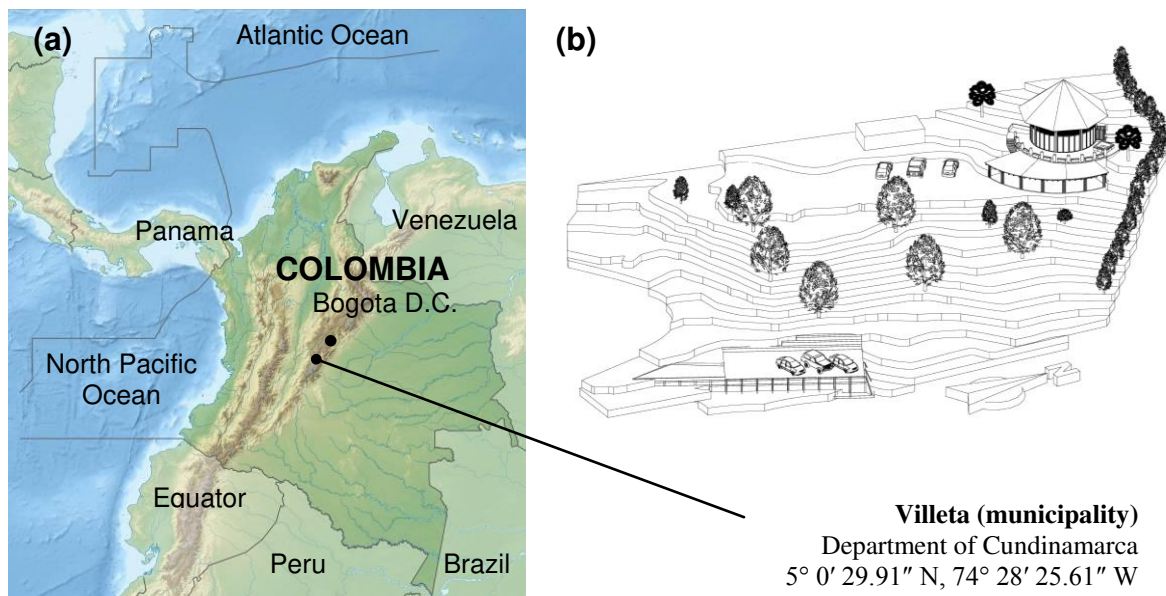 (a)
Atlantic Ocean
Panama
Venezuela
COLOMBIA
Bogota D.C.
North Pacific
Ocean
Equator
Peru
Brazil
(b)
N
Villeta (municipality)
Department of Cundinamarca
5° 0′ 29.91″ N, 74° 28′ 25.61″ W